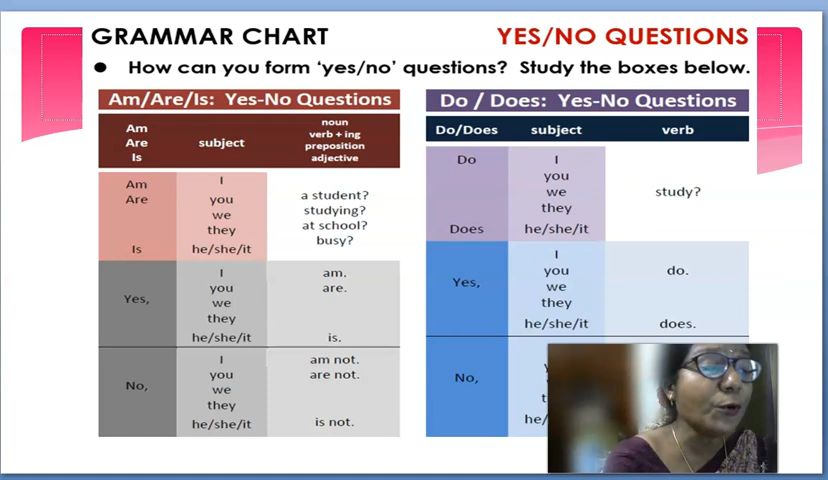 GRAMMAR CHART
YES/NO QUESTIONS
● How can you form ‘yes/no’ questions? Study the boxes below.
Am/Are/Is: Yes-No Questions
Am
Are
Is
subject
noun
verb + ing
preposition
adjective
Am
Are
Is
I
you
we
they
he/she/it
a student?
studying?
at school?
busy?
Yes,
I
you
we
they
he/she/it
am.
are.
is.
No,
I
you
we
they
he/she/it
am not.
are not.
is not.
Do / Does: Yes-No Questions
Do/Does
subject
verb
Do
Does
I
you
we
they
he/she/it
study?
Yes,
I
you
we
they
he/she/it
do.
does.
No,
I